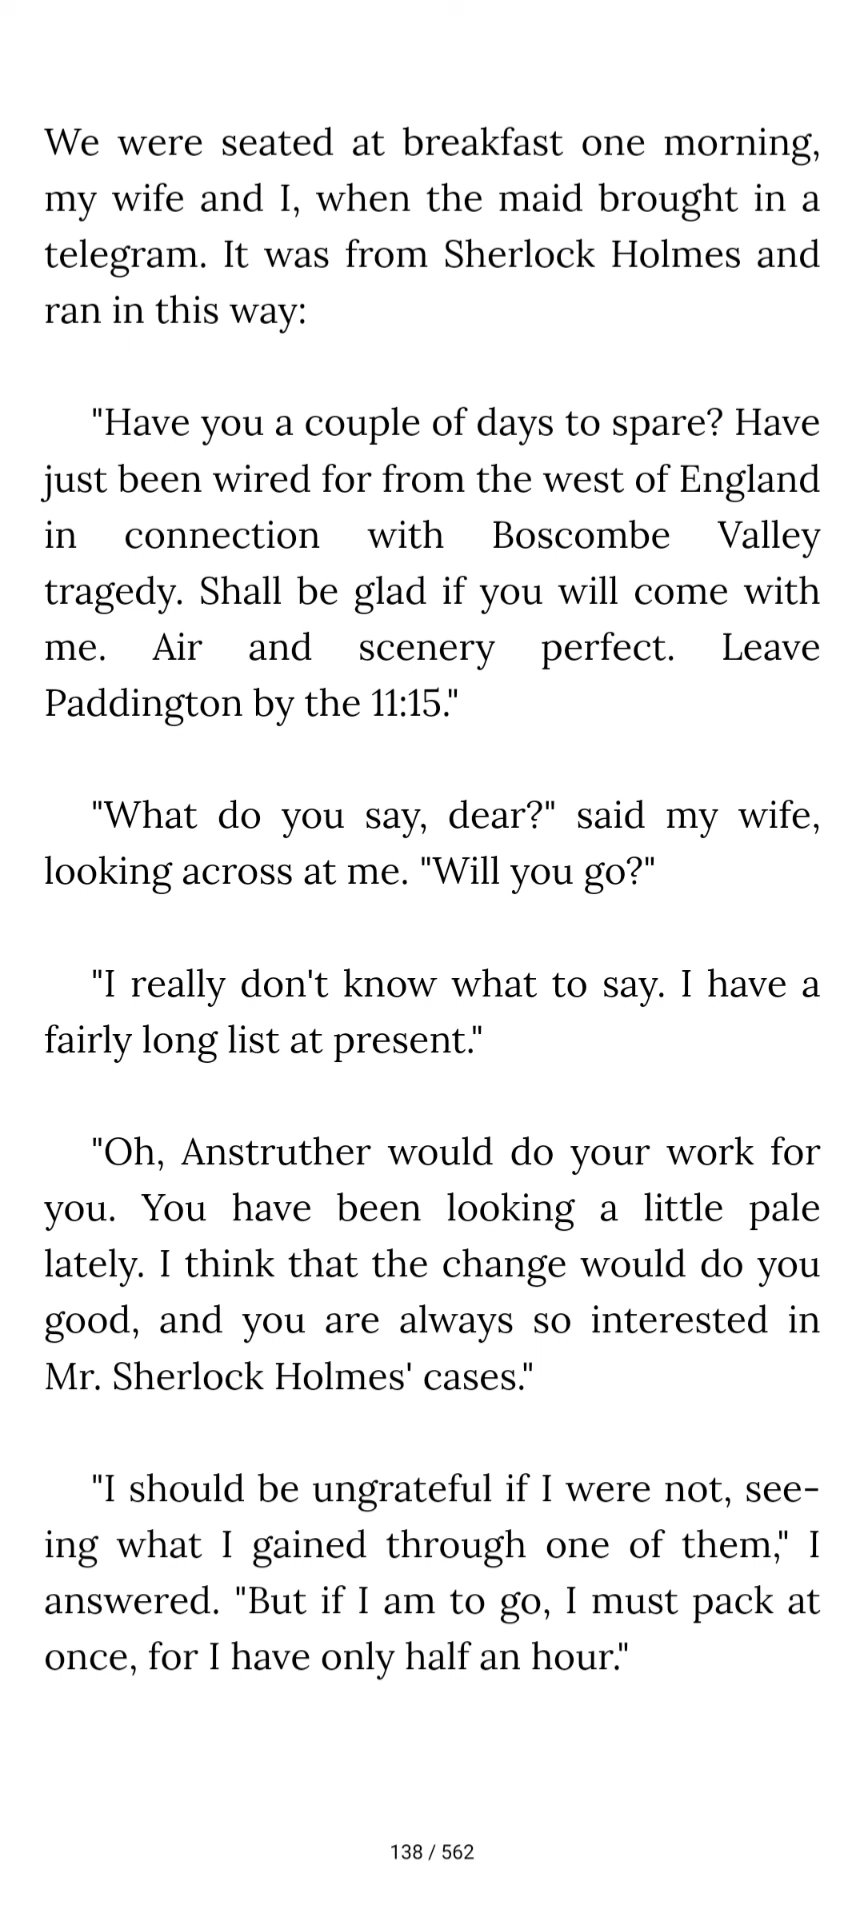 We were seated at breakfast one morning,
my wife and I, when the maid brought in a
telegram. It was from Sherlock Holmes and
ran in this way:
"Have you a couple of days to spare? Have
just been wired for from the west of England
in connection with Boscombe Valley
tragedy. Shall be glad if you will come with
me. Air and scenery perfect. Leave
Paddington by the 11:15."
"What do you say, dear?" said my wife,
looking across at me. "Will you go?"
"I really don't know what to say. I have a
fairly long list at present."
"Oh, Anstruther would do your work for
you. You have been looking a little pale
lately. I think that the change would do you
good, and you are always so interested in
Mr. Sherlock Holmes' cases."
"I should be ungrateful if I were not, see-
ing what I gained through one of them," I
answered. "But if I am to go, I must pack at
once, for I have only half an hour."
138 / 562